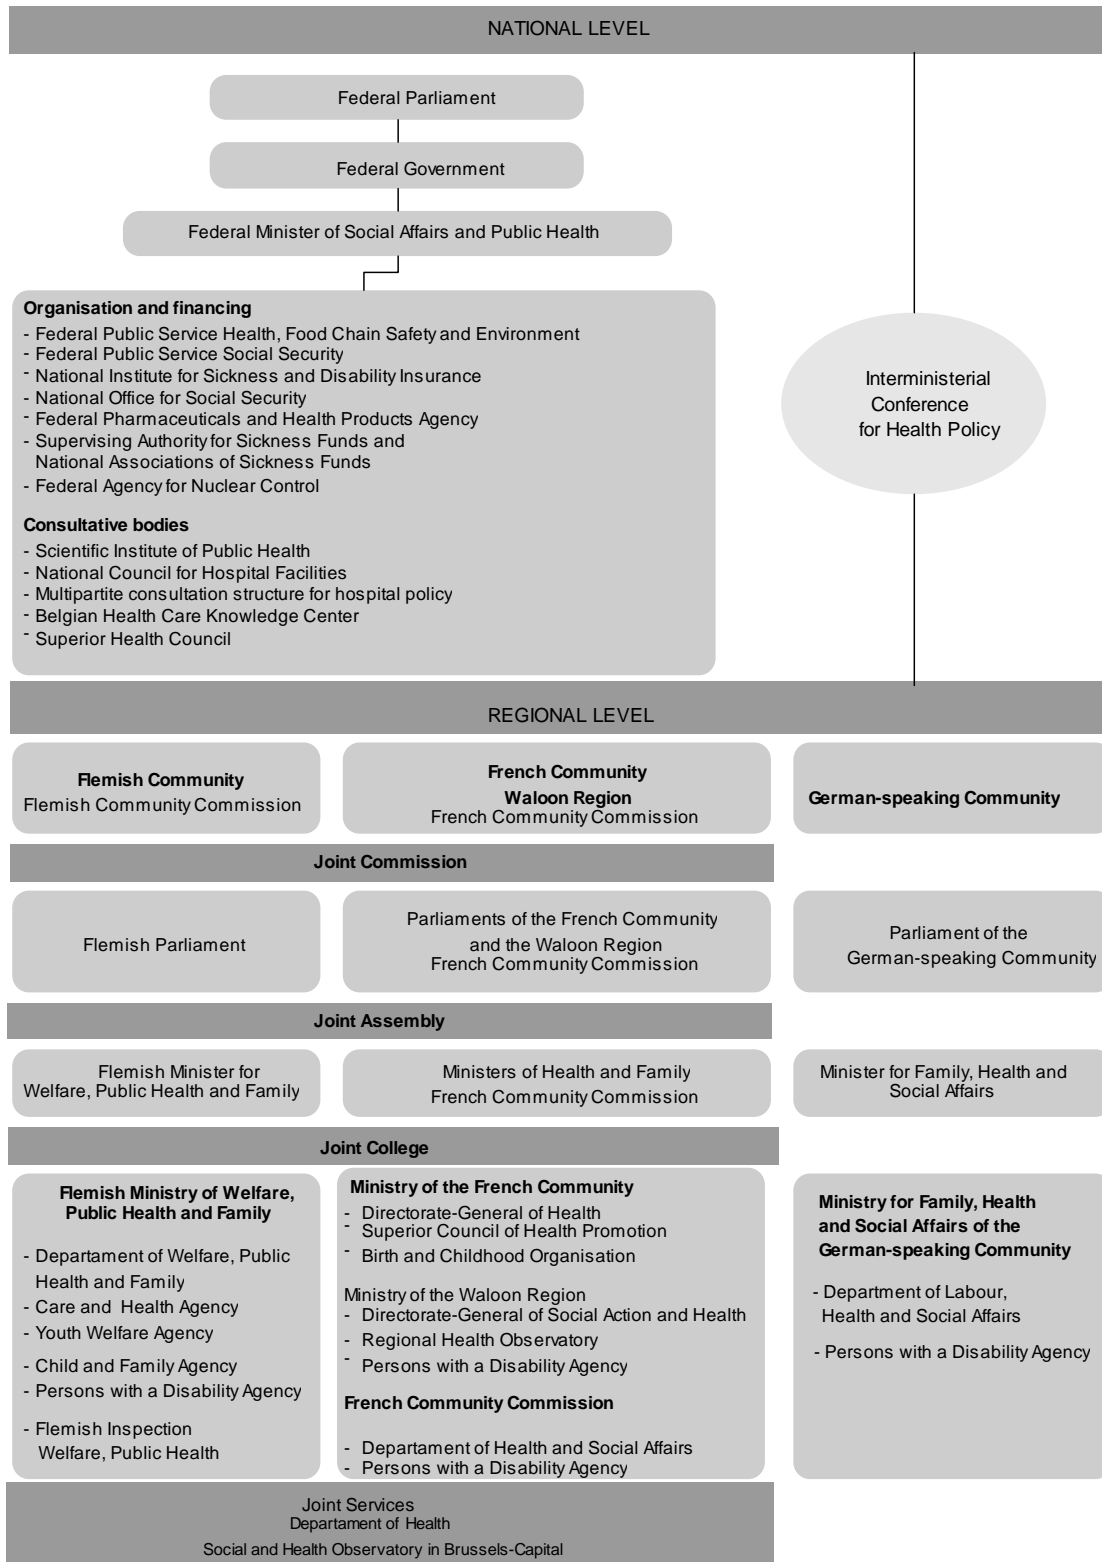 NATIONAL LEVEL
Federal Parliament
Federal Government
Federal Minister of Social Affairs and Public Health
Organisation and financing
- Federal Public Service Health, Food Chain Safety and Environment
- Federal Public Service Social Security
- National Institute for Sickness and Disability Insurance
- National Office for Social Security
- Federal Pharmaceuticals and Health Products Agency
- Supervising Authority for Sickness Funds and
National Associations of Sickness Funds
- Federal Agency for Nuclear Control
Consultative bodies
- Scientific Institute of Public Health
- National Council for Hospital Facilities
- Multipartite consultation structure for hospital policy
- Belgian Health Care Knowledge Center
- Superior Health Council
Interministerial
Conference
for Health Policy
REGIONAL LEVEL
Flemish Community
Flemish Community Commission
French Community
Waloon Region
French Community Commission
German-speaking Community
Joint Commission
Flemish Parliament
Parliaments of the French Community
and the Waloon Region
French Community Commission
Parliament of the
German-speaking Community
Joint Assembly
Flemish Minister for
Welfare, Public Health and Family
Ministers of Health and Family
French Community Commission
Minister for Family, Health and
Social Affairs
Joint College
Flemish Ministry of Welfare,
Public Health and Family
- Departament of Welfare, Public
Health and Family
- Care and Health Agency
- Youth Welfare Agency
- Child and Family Agency
- Persons with a Disability Agency
- Flemish Inspection
Welfare, Public Health
Ministry of the French Community
- Directorate-General of Health
- Superior Council of Health Promotion
- Birth and Childhood Organisation
Ministry of the Waloon Region
- Directorate-General of Social Action and Health
- Regional Health Observatory
- Persons with a Disability Agency
French Community Commission
- Departament of Health and Social Affairs
- Persons with a Disability Agency
Ministry for Family, Health
and Social Affairs of the
German-speaking Community
- Department of Labour,
Health and Social Affairs
- Persons with a Disability Agency
Joint Services
Departament of Health
Social and Health Observatory in Brussels-Capital